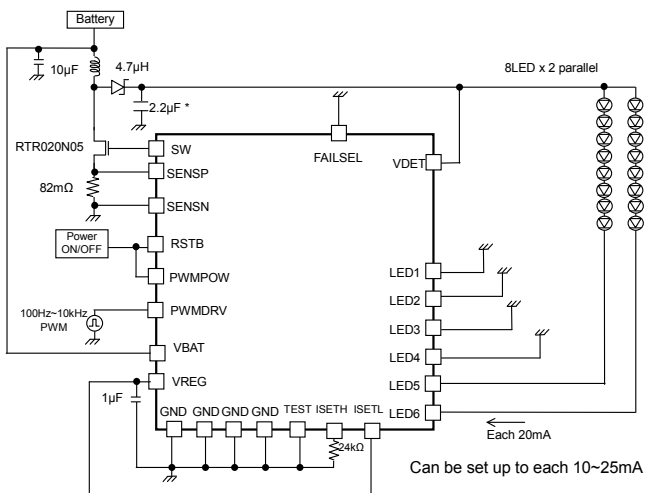 Battery
10µF
4.7µH
2.2µF *
8LED x 2 parallel
RTR020N05
82mΩ
SW
SENSP
SENSN
FAILSEL
VDET
Power
ON/OFF
RSTB
PWMPOW
100Hz~10kHz
PWM
PWMDRV
VBAT
VREG
1µF
LED1
LED2
LED3
LED4
LED5
LED6
GND GND GND GND TEST ISETH ISETL
24kΩ
Each 20mA
Can be set up to each 10~25mA